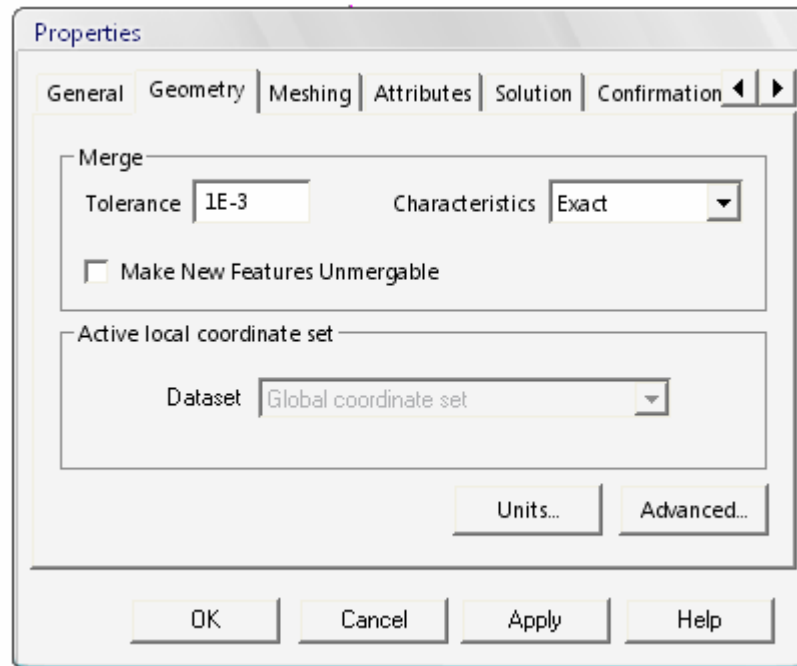 Properties
General Geometry Meshing Attributes Solution Confirmation
Merge
Tolerance 1E-3 Characteristics Exact
Make New Features Unmergable
Active local coordinate set
Dataset Global coordinate set
Units... Advanced...
OK Cancel Apply Help